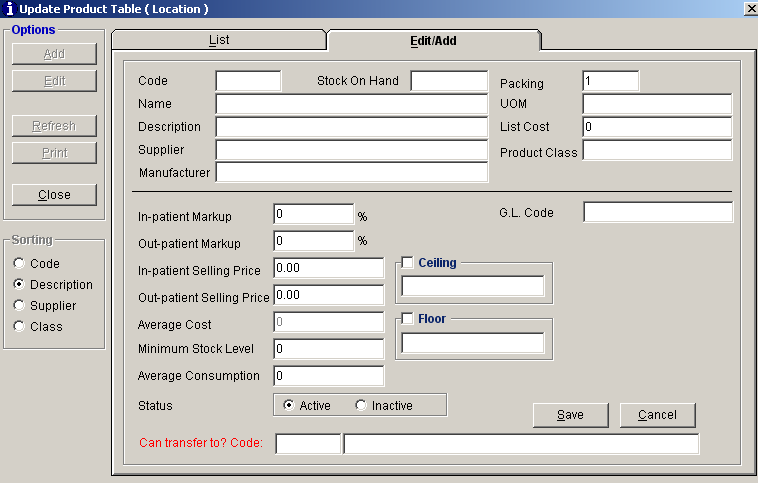 Update Product Table ( Location )
Options
Add
Edit
Refresh
Print
Close
Sorting
Code
Description
Supplier
Class
List
Edit/Add
Code
Stock On Hand
Packing
1
Name
UOM
Description
List Cost
0
Supplier
Product Class
Manufacturer
In-patient Markup
0
%
G.L. Code
Out-patient Markup
0
%
In-patient Selling Price
0.00
Ceiling
Out-patient Selling Price
0.00
Average Cost
0
Floor
Minimum Stock Level
0
Average Consumption
0
Status
Active
Inactive
Save
Cancel
Can transfer to? Code: